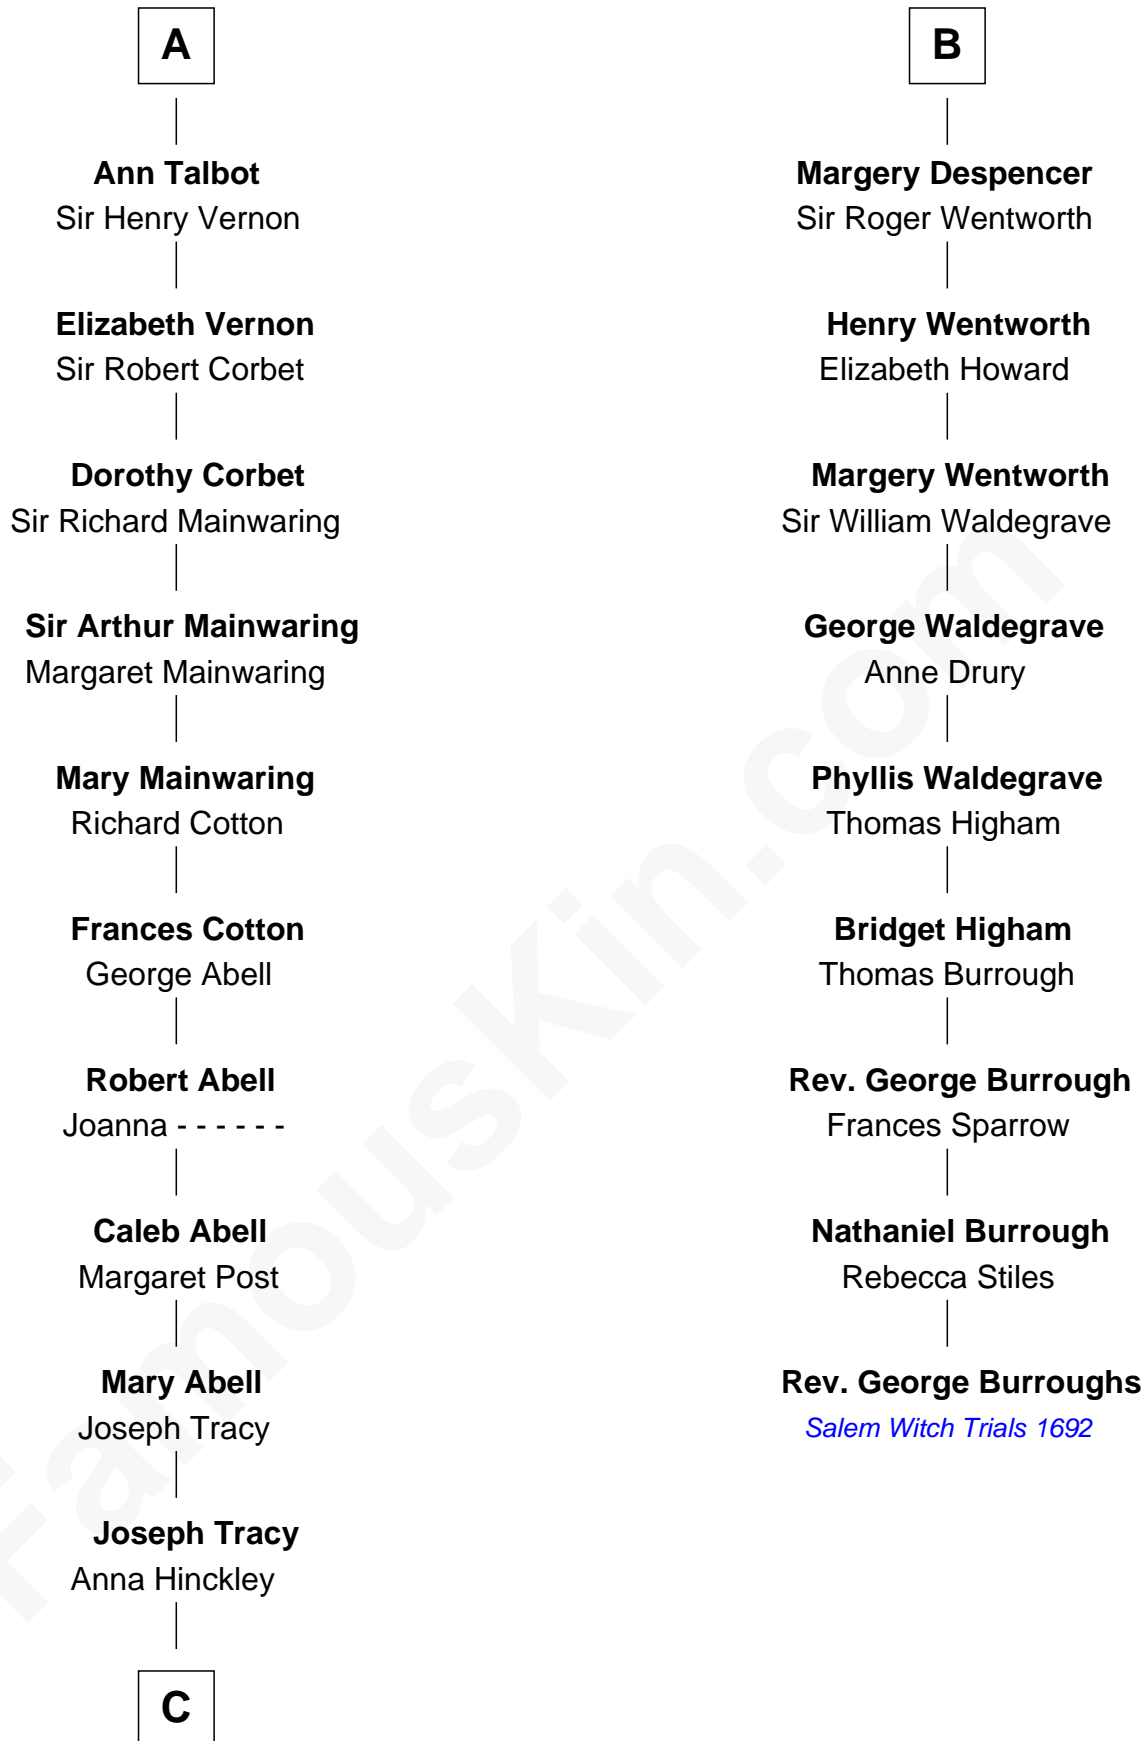 A
Ann Talbot
Sir Henry Vernon
Elizabeth Vernon
Sir Robert Corbet
Dorothy Corbet
Sir Richard Mainwaring
Sir Arthur Mainwaring
Margaret Mainwaring
Mary Mainwaring
Richard Cotton
Frances Cotton
George Abell
Robert Abell
Joanna - - - - - -
Caleb Abell
Margaret Post
Mary Abell
Joseph Tracy
Joseph Tracy
Anna Hinckley
C
B
Margery Despencer
Sir Roger Wentworth
Henry Wentworth
Elizabeth Howard
Margery Wentworth
Sir William Waldegrave
George Waldegrave
Anne Drury
Phyllis Waldegrave
Thomas Higham
Bridget Higham
Thomas Burrough
Rev. George Burrough
Frances Sparrow
Nathaniel Burrough
Rebecca Stiles
Rev. George Burroughs
Salem Witch Trials 1692
FamousKin.com